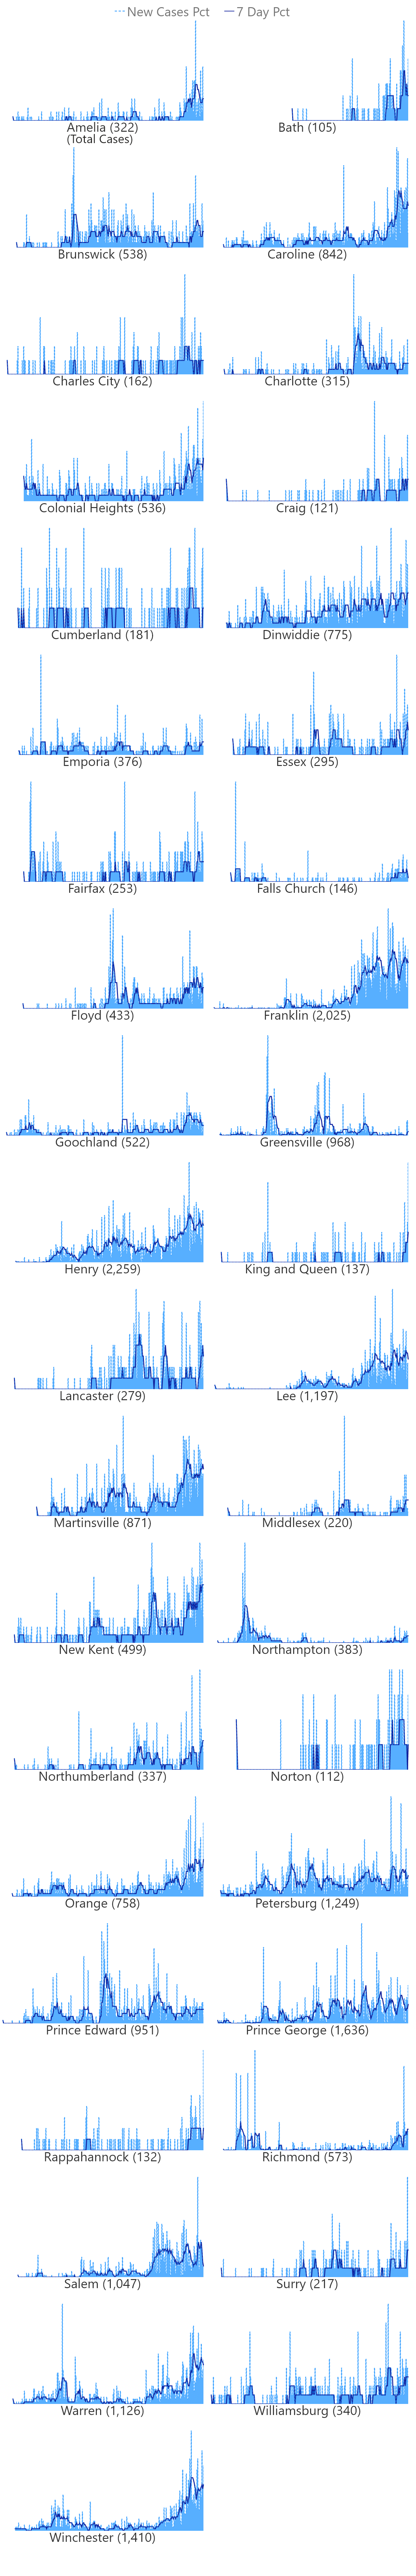 New Cases Pct 7 Day Pct
Amelia (322) Bath (105)
(Total Cases)
Brunswick (538) Caroline (842)
Charles City (162) Charlotte (315)
Colonial Heights (536) Craig (121)
Cumberland (181) Dinwiddie (775)
Emporia (376) Essex (295)
Fairfax (253) Falls Church (146)
Floyd (433) Franklin (2,025)
Goochland (522) Greensville (968)
Henry (2,259) King and Queen (137)
Lancaster (279) Lee (1,197)
Martinsville (871) Middlesex (220)
New Kent (499) Northampton (383)
Northumberland (337) Norton (112)
Orange (758) Petersburg (1,249)
Prince Edward (951) Prince George (1,636)
Rappahannock (132) Richmond (573)
Salem (1,047) Surry (217)
Warren (1,126) Williamsburg (340)
Winchester (1,410)